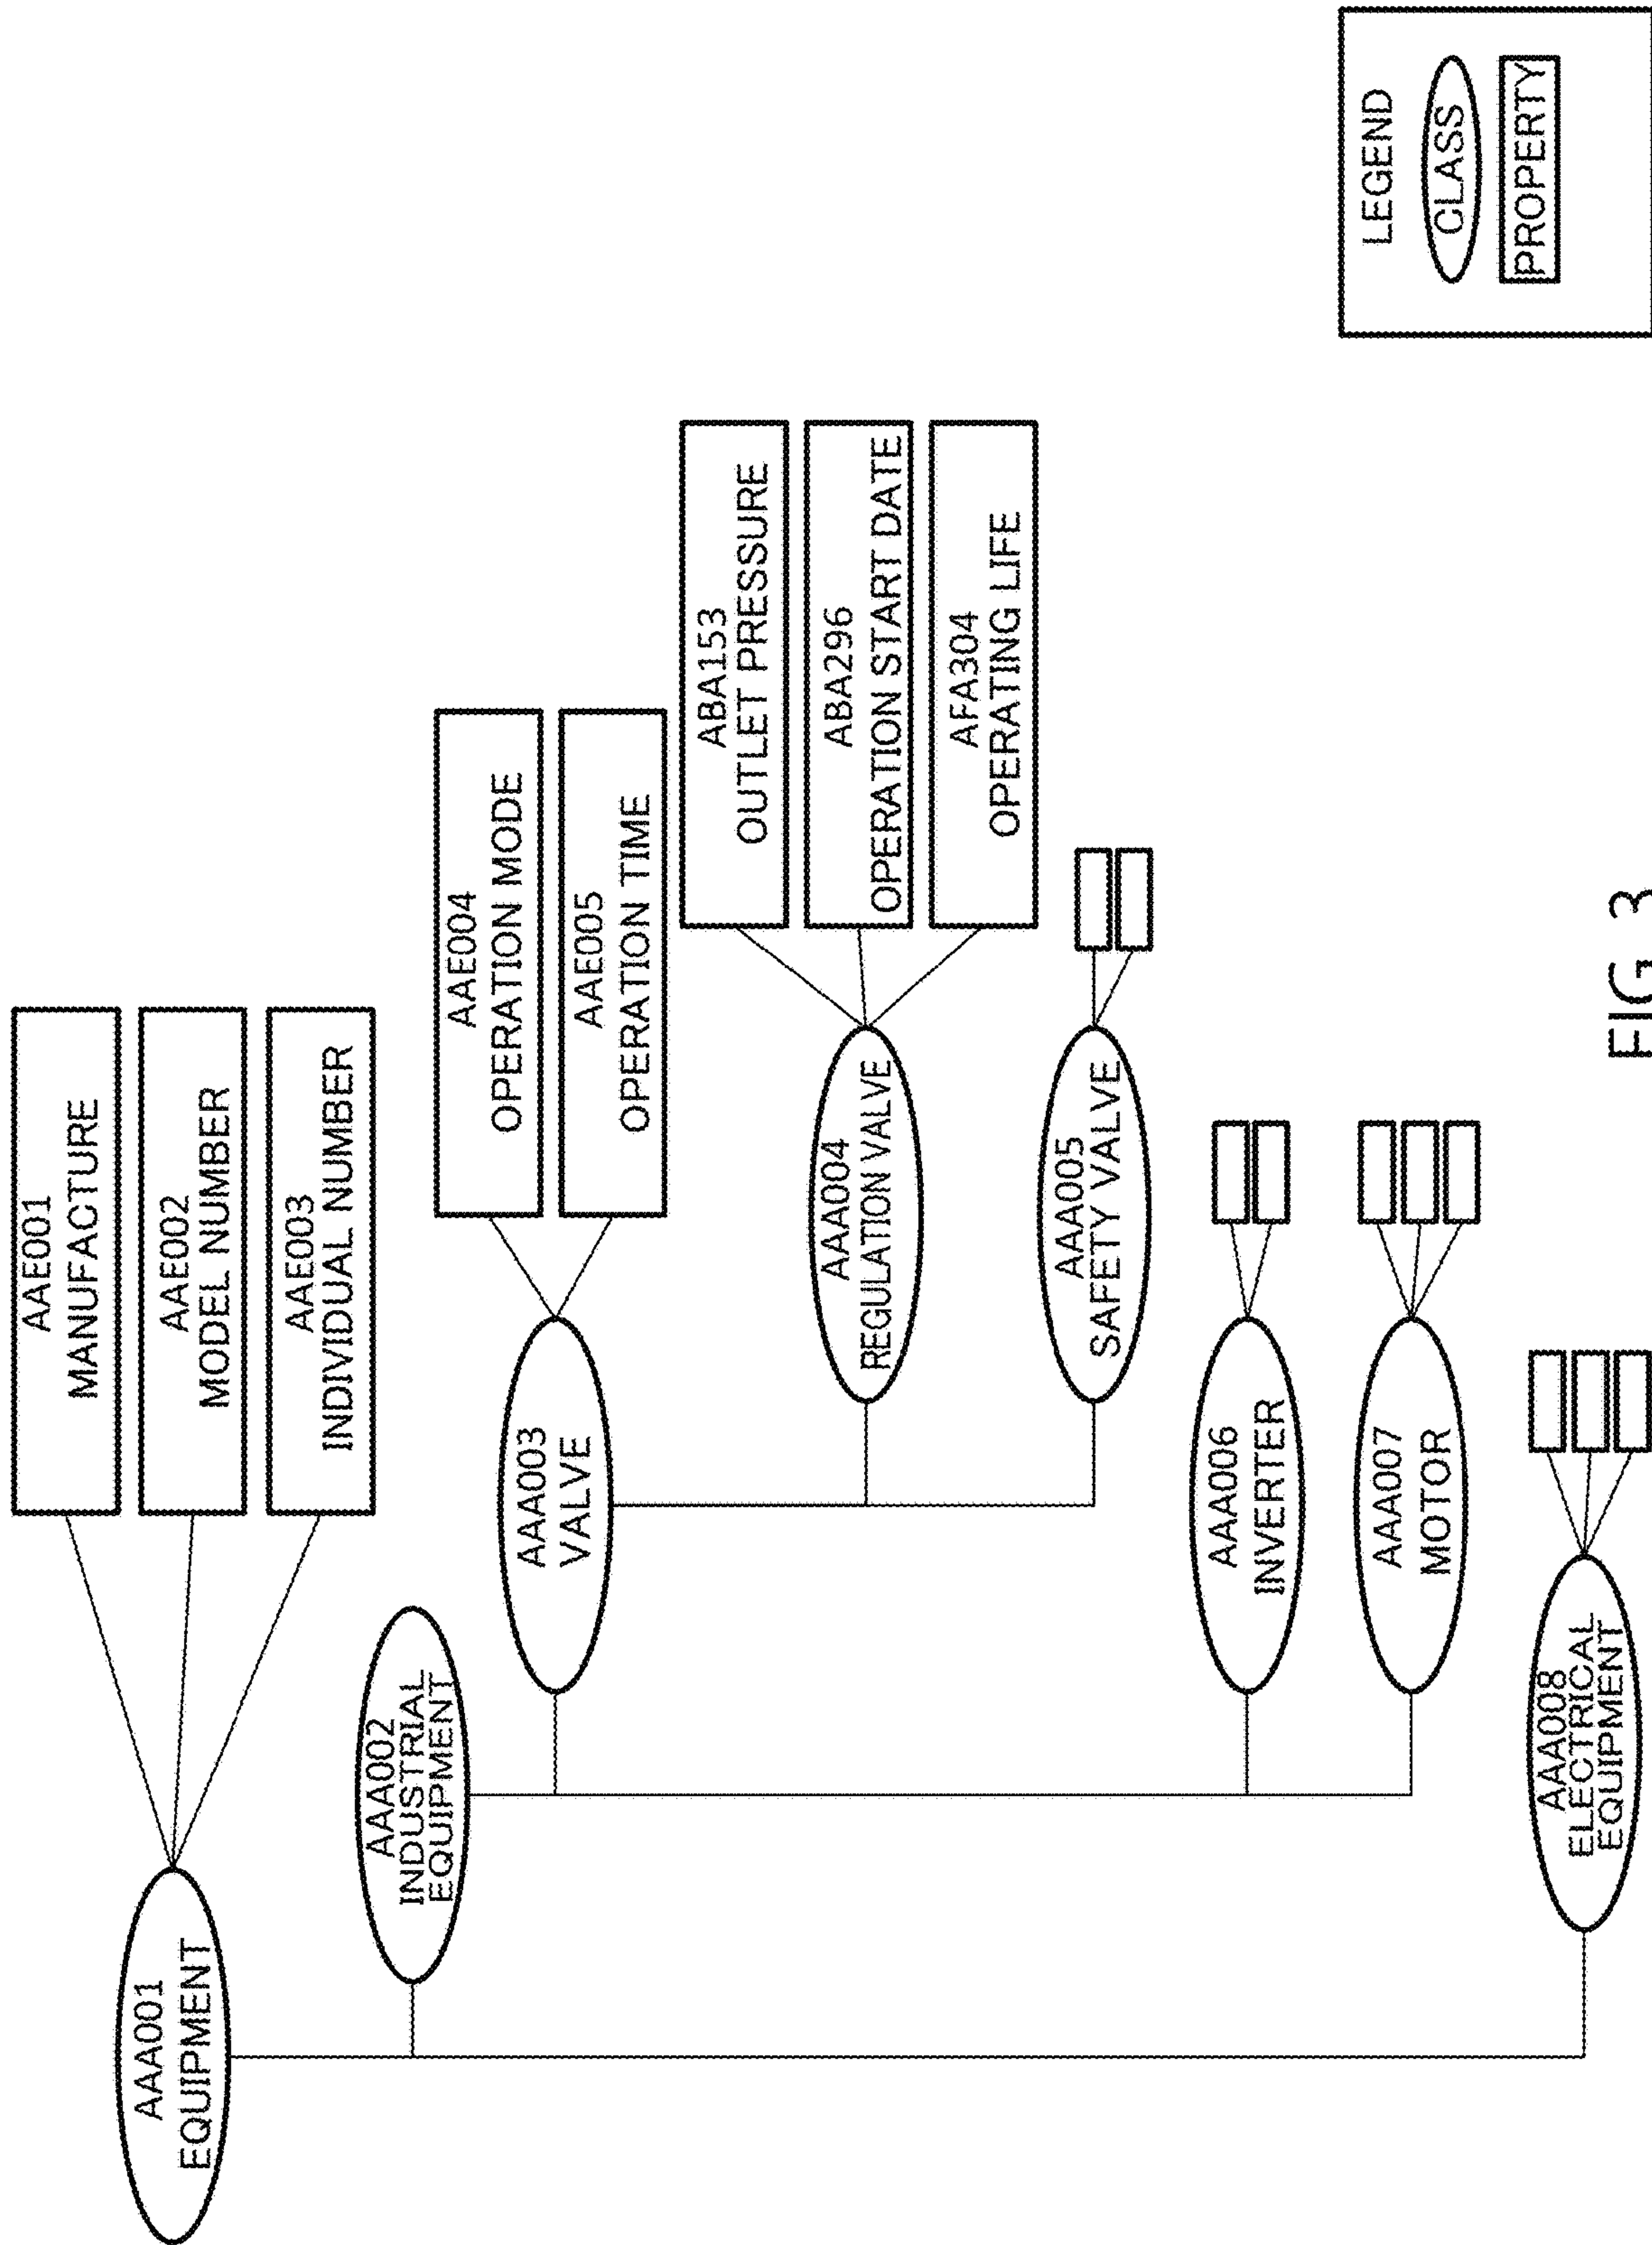 AAA001
EQUIPMENT
AAE001
MANUFACTURE
AAE002
MODEL NUMBER
AAE003
INDIVIDUAL NUMBER
AAA002
INDUSTRIAL
EQUIPMENT
AAA003
VALVE
AAE004
OPERATION MODE
AAE005
OPERATION TIME
AAA004
REGULATION VALVE
ABA153
OUTLET PRESSURE
ABA296
OPERATION START DATE
AFA304
OPERATING LIFE
AAA005
SAFETY VALVE
AAA006
INVERTER
AAA007
MOTOR
AAA008
ELECTRICAL
EQUIPMENT
LEGEND
CLASS
PROPERTY
FIG. 3